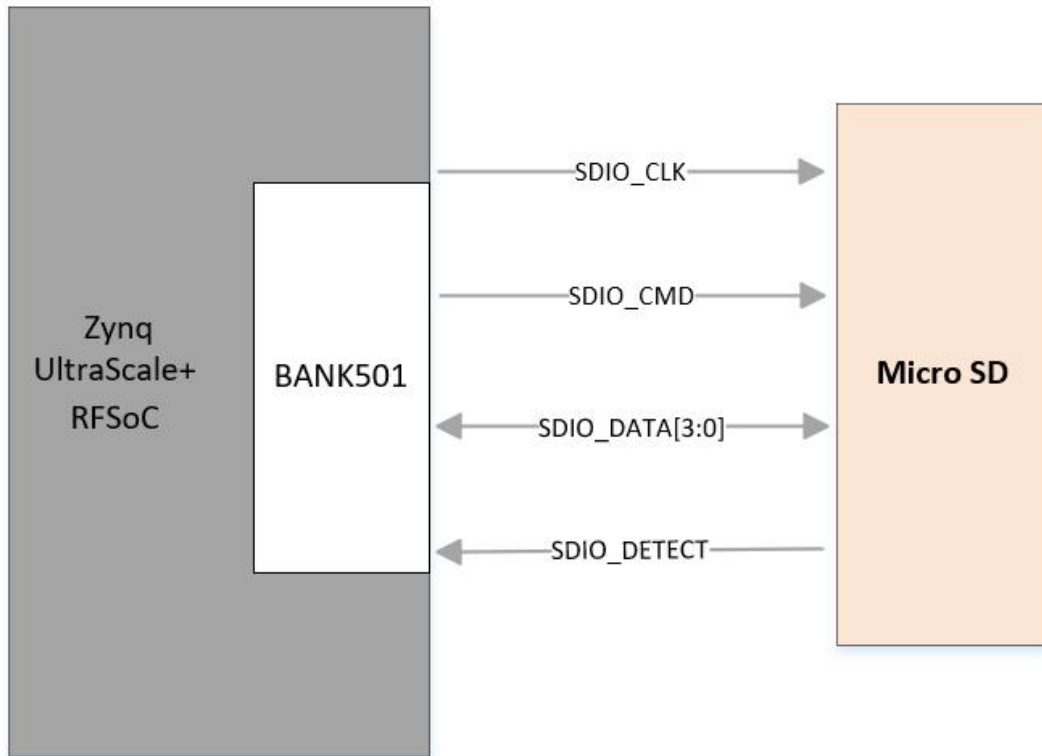 SDIO_CLK
SDIO_CMD
Zynq
UltraScale+
RFSoC
BANK501
Micro SD
SDIO_DATA[3:0]
SDIO_DETECT